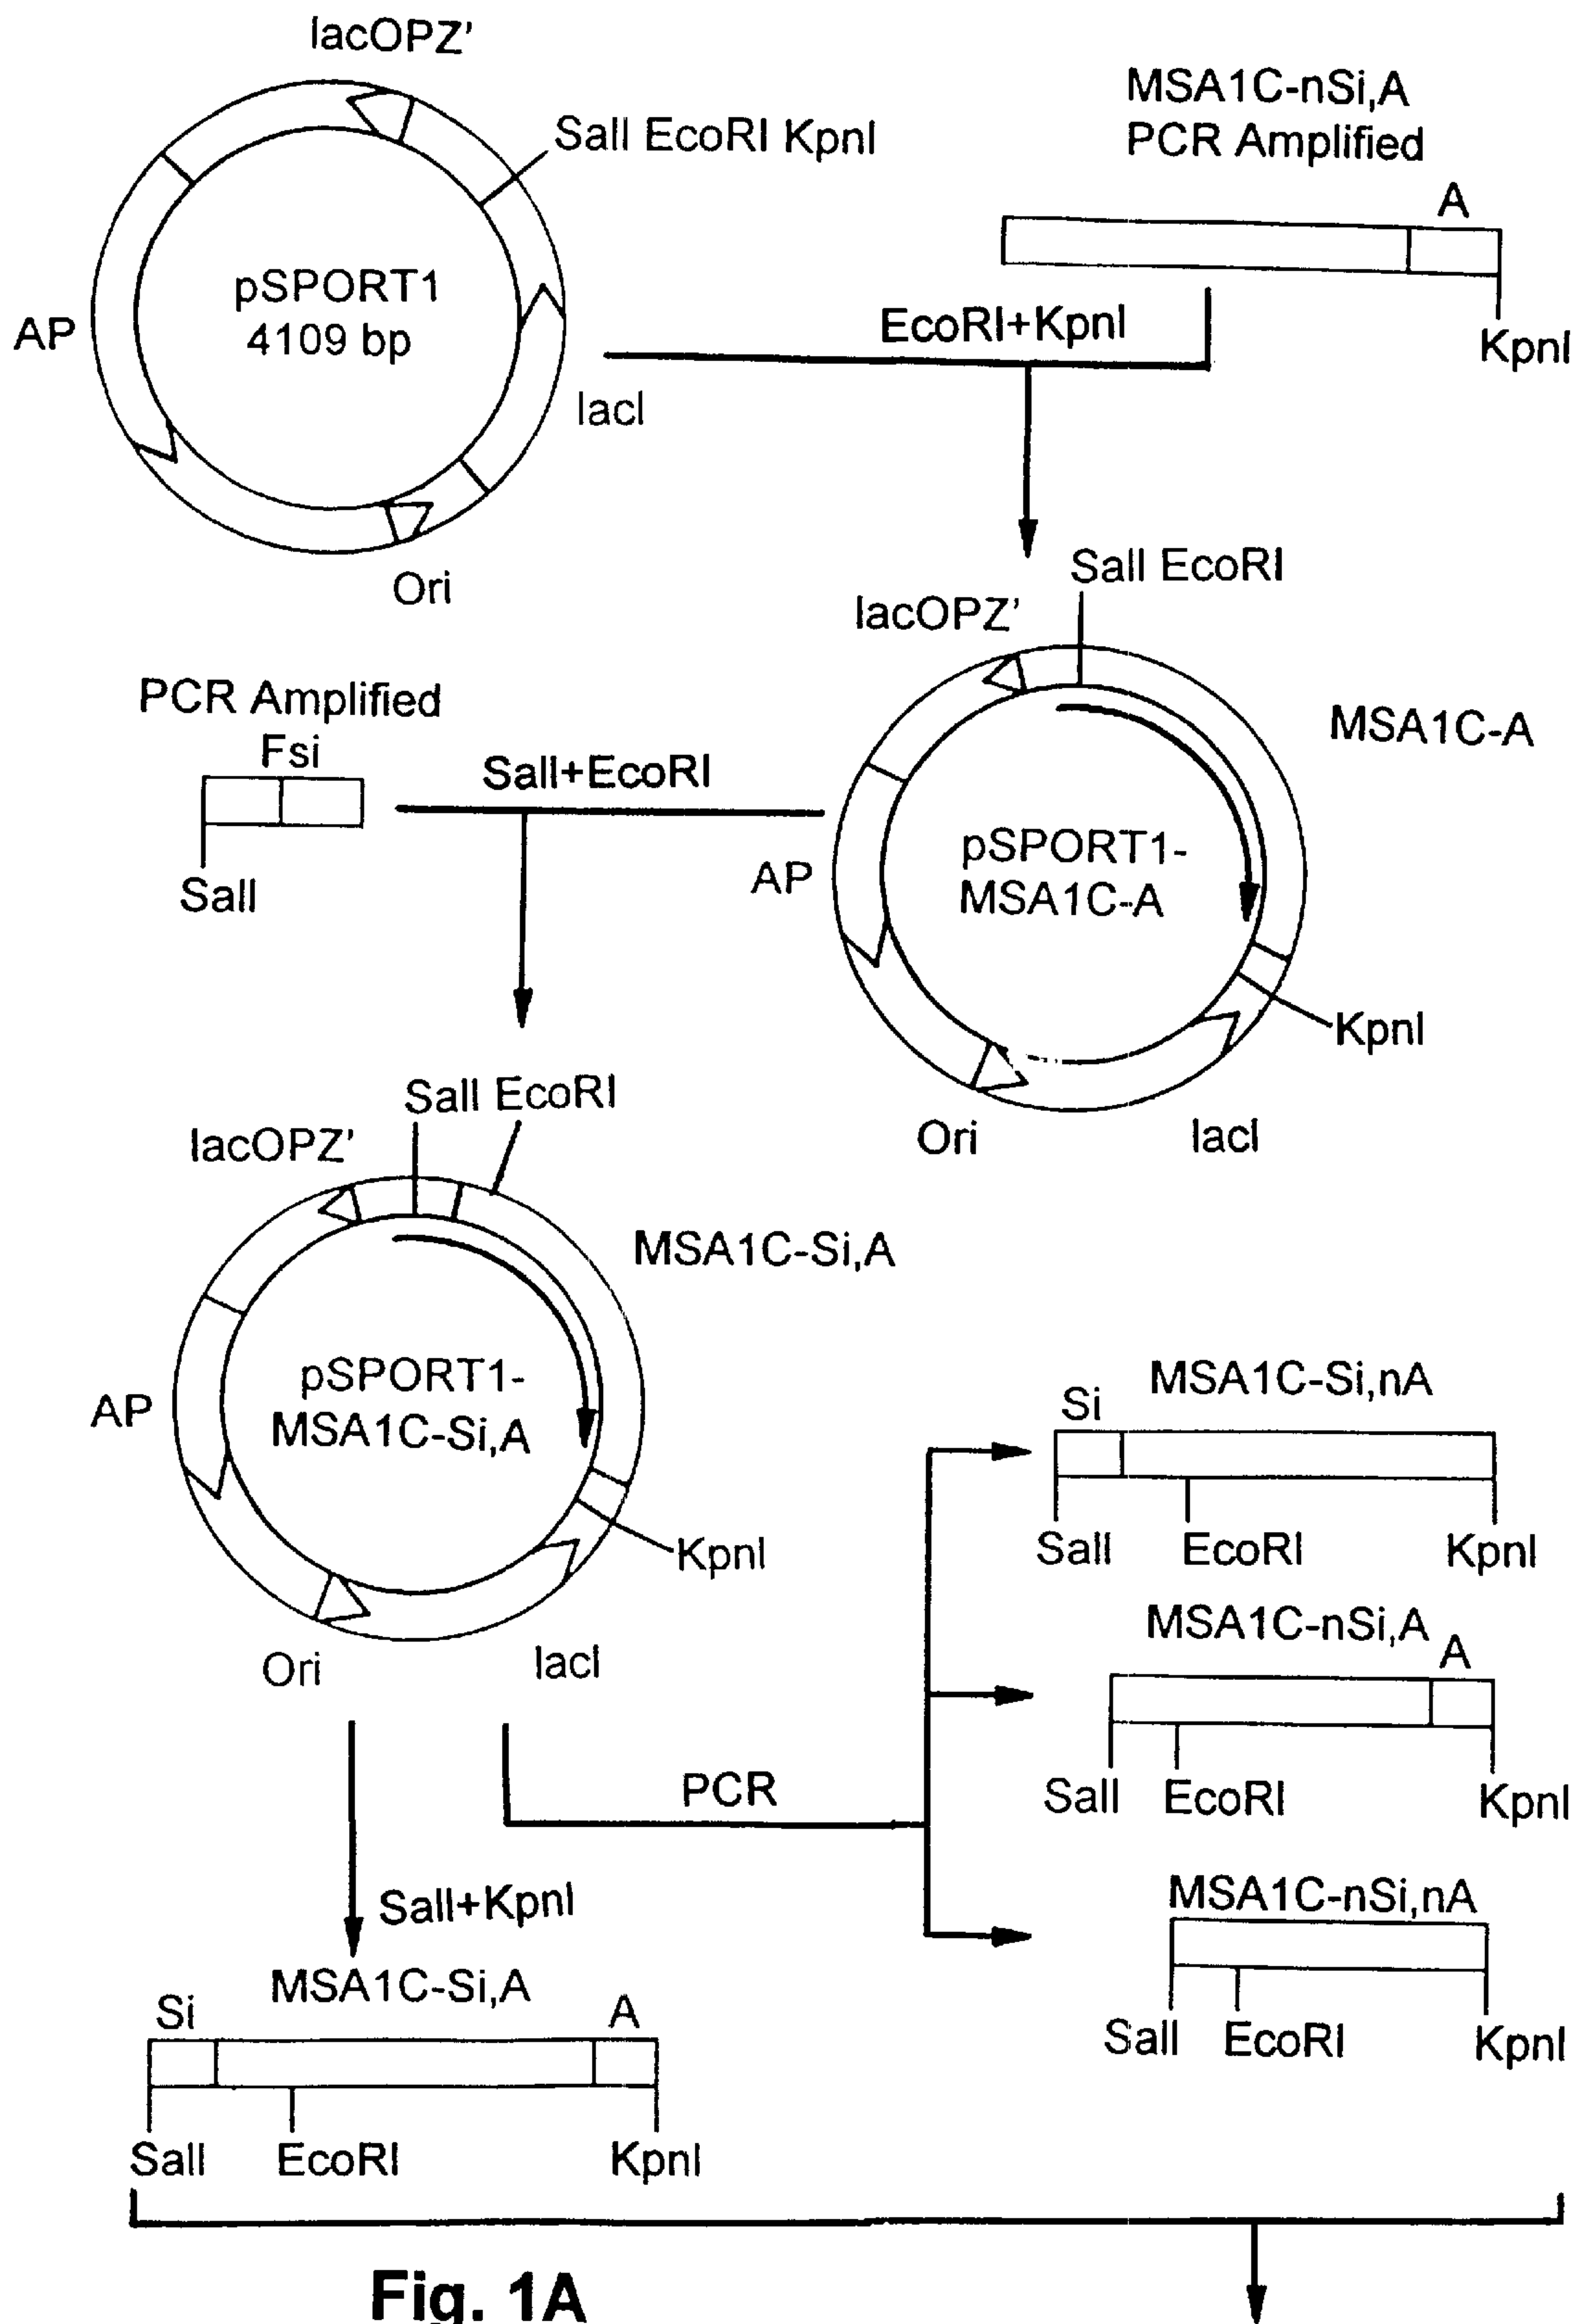 lacOPZ'
SalI EcoRI KpnI
pSPORT1
4109 bp
AP
lacI
Ori
MSA1C-nSi,A
PCR Amplified
A
KpnI
EcoRI+KpnI
SalI EcoRI
lacOPZ'
MSA1C-A
pSPORT1-
MSA1C-A
AP
KpnI
Ori
lacI
PCR Amplified
Fsi
SalI
SalI+EcoRI
SalI EcoRI
lacOPZ'
MSA1C-Si,A
pSPORT1-
MSA1C-Si,A
AP
KpnI
Ori
lacI
PCR
MSA1C-Si,nA
Si
SalI
EcoRI
KpnI
MSA1C-nSi,A
A
SalI
EcoRI
KpnI
MSA1C-nSi,nA
SalI
EcoRI
KpnI
SalI+KpnI
MSA1C-Si,A
Si
A
SalI
EcoRI
KpnI
Fig. 1A